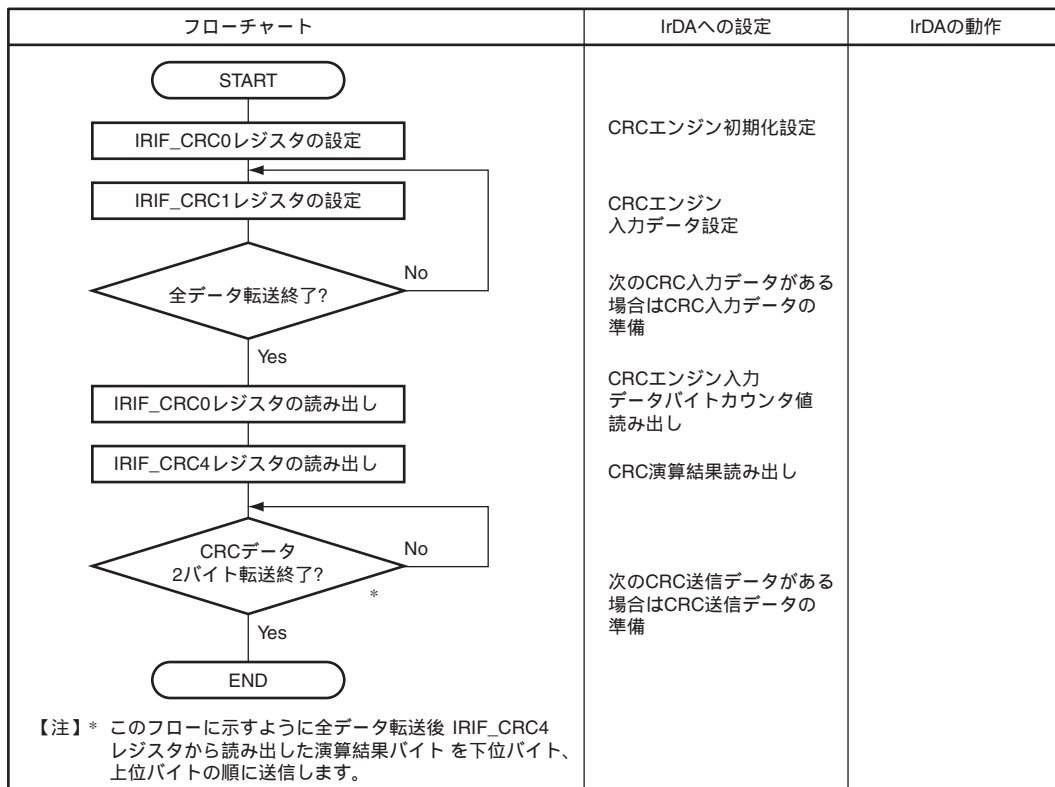 フローチャート
IrDAへの設定
IrDAの動作
START
IRIF_CRC0レジスタの設定
CRCエンジン初期化設定
IRIF_CRC1レジスタの設定
CRCエンジン
入力データ設定
全データ転送終了?
No
次のCRC入力データがある
場合はCRC入力データの
準備
Yes
IRIF_CRC0レジスタの読み出し
CRCエンジン入力
データバイトカウンタ値
読み出し
IRIF_CRC4レジスタの読み出し
CRC演算結果読み出し
CRCデータ
2バイト転送終了?
No
*
次のCRC送信データがある
場合はCRC送信データの
準備
Yes
END
【注】* このフローに示すように全データ転送後 IRIF_CRC4
レジスタから読み出した演算結果バイト を下位バイト、
上位バイトの順に送信します。